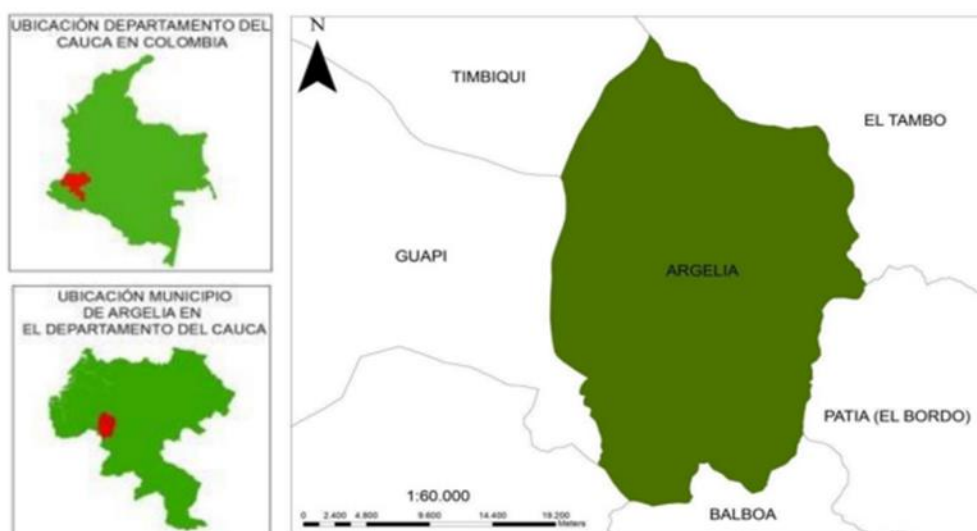 UBICACIÓN DEPARTAMENTO DEL
CAUCA EN COLOMBIA
UBICACIÓN MUNICIPIO
DE ARGELIA EN
EL DEPARTAMENTO DEL CAUCA
N
TIMBIQUI
EL TAMBO
GUAPI
ARGELIA
PATIA (EL BORDO)
BALBOA
1:60.000
0 2.400 4.800 9.600 14.400 19.200
Meters